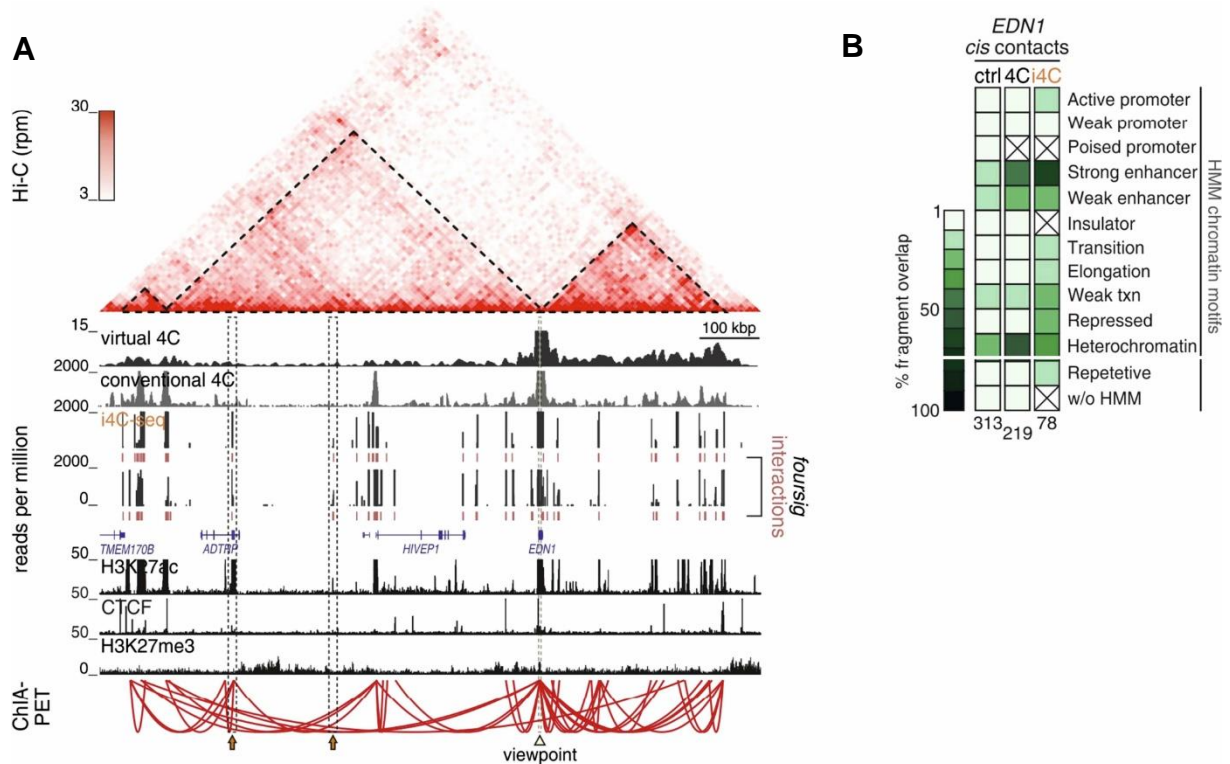 A
Hi-C (rpm)
30
3
100 kbp
15
virtual 4C
2000
conventional 4C
2000
i4C-seq
2000
0
reads per million
foursig
interactions
TMEM170B
ADTRP
HIVEP1
EDN1
50
H3K27ac
50
CTCF
50
H3K27me3
0
ChIA-
PET
viewpoint
B
EDN1
cis contacts
ctrl 4C i4C
Active promoter
Weak promoter
Poised promoter
Strong enhancer
Weak enhancer
Insulator
Transition
Elongation
Weak txn
Repressed
Heterochromatin
Repetetive
w/o HMM
HMM chromatin motifs
1
50
100
% fragment overlap
313
219
78